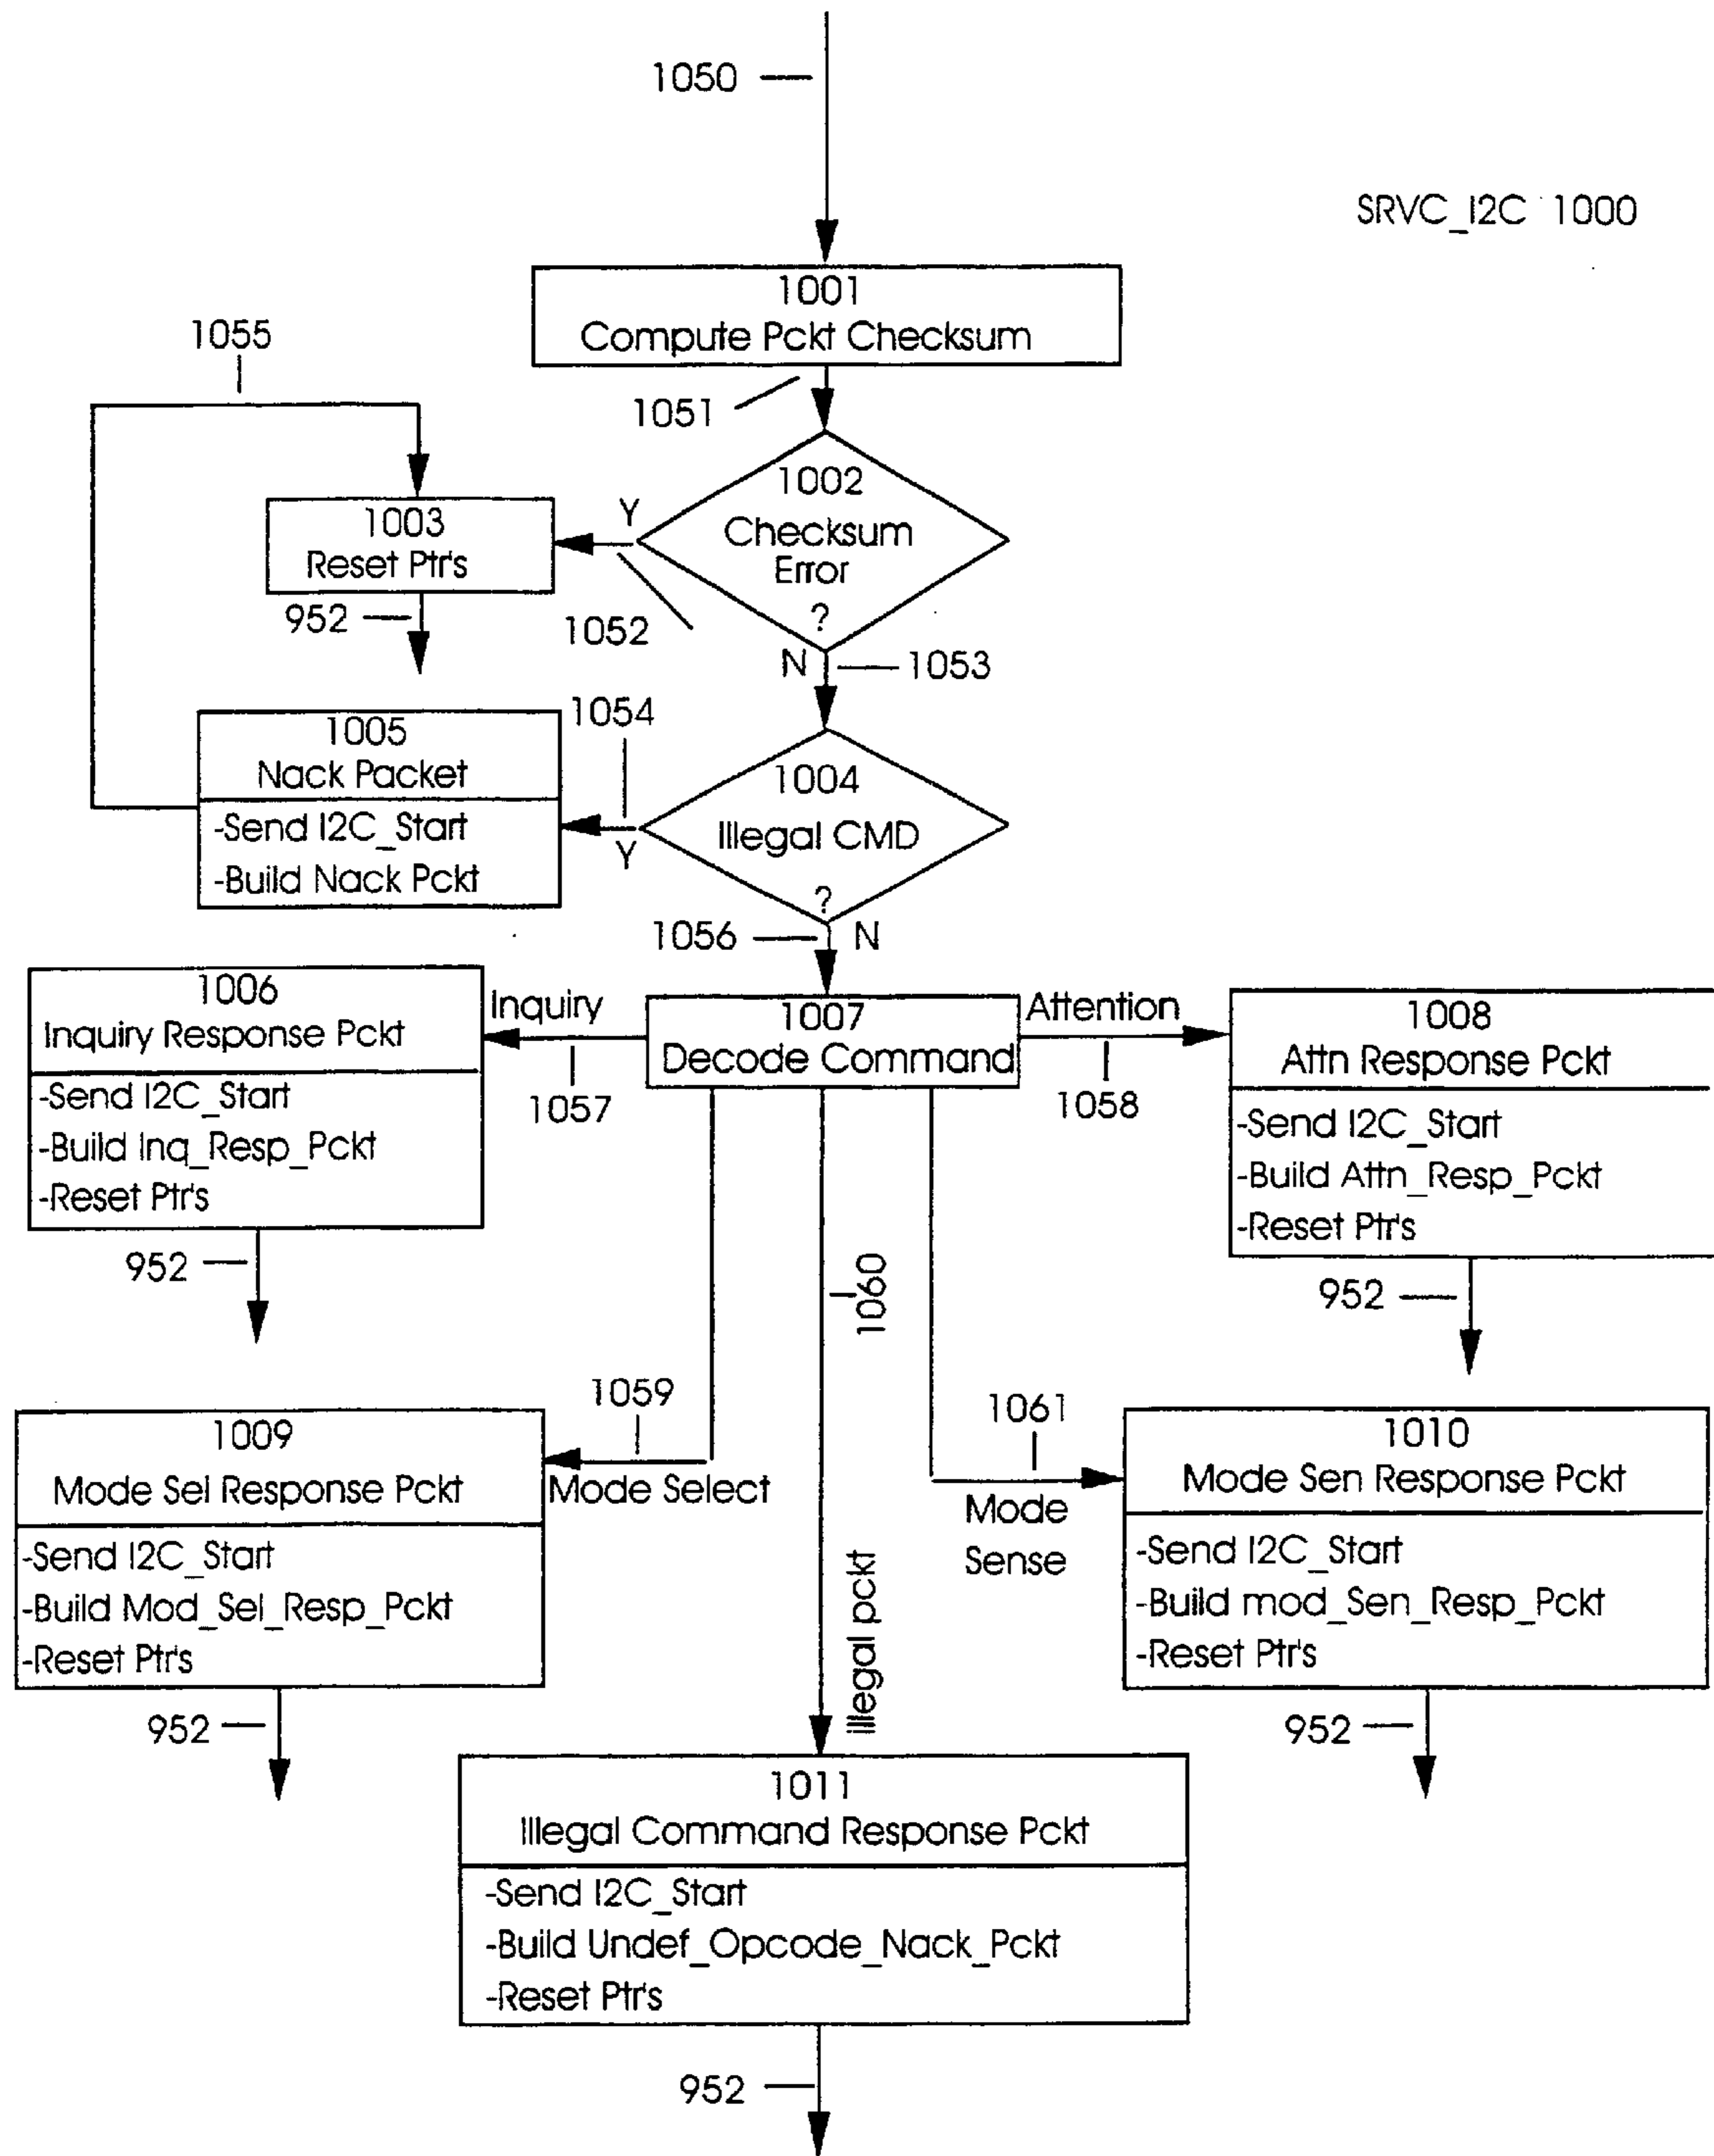 1050
SRVC_I2C 1000
1001
Compute Pckt Checksum
1055
1051
1002
Checksum
Error
?
Y
1003
Reset Ptr's
952
1052
N
1053
1054
1005
Nack Packet
-Send I2C_Start
-Build Nack Pckt
1004
Illegal CMD
?
Y
1056
N
1006
Inquiry Response Pckt
-Send I2C_Start
-Build Inq_Resp_Pckt
-Reset Ptr's
Inquiry
1057
1007
Decode Command
Attention
1058
1008
Attn Response Pckt
-Send I2C_Start
-Build Attn_Resp_Pckt
-Reset Ptr's
952
952
1060
1059
Mode Select
1009
Mode Sel Response Pckt
-Send I2C_Start
-Build Mod_Sel_Resp_Pckt
-Reset Ptr's
1061
Mode
Sense
1010
Mode Sen Response Pckt
-Send I2C_Start
-Build mod_Sen_Resp_Pckt
-Reset Ptr's
illegal pckt
952
952
1011
Illegal Command Response Pckt
-Send I2C_Start
-Build Undef_Opcode_Nack_Pckt
-Reset Ptr's
952